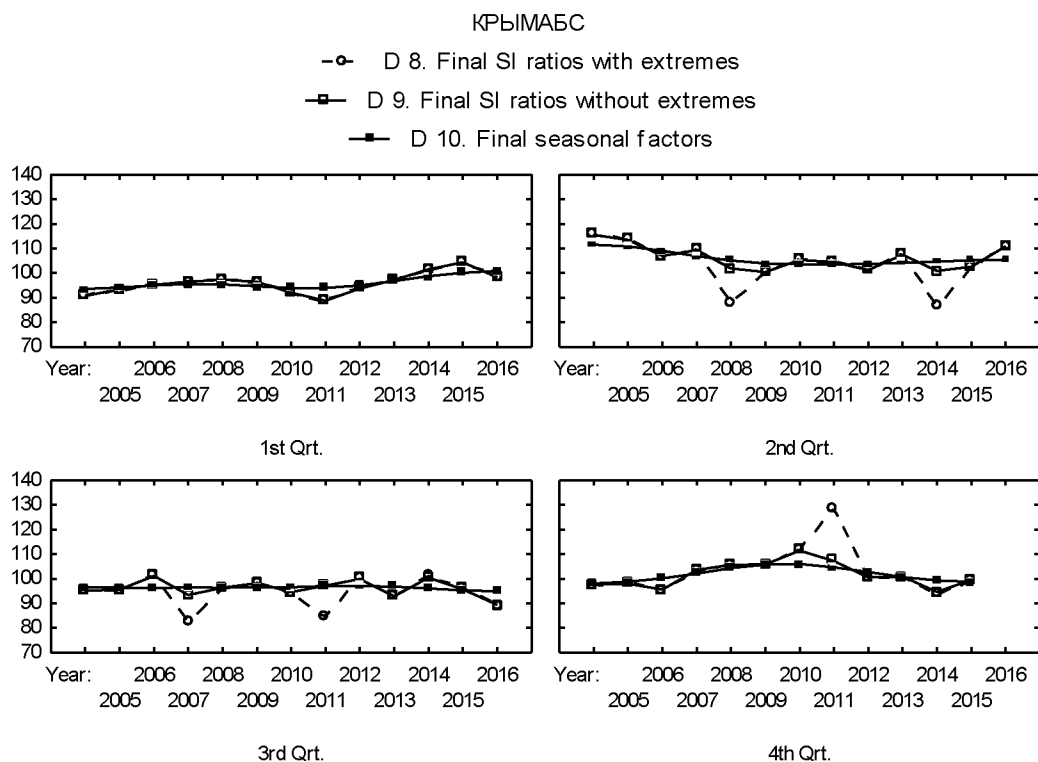 КРЫМАБС
D 8. Final SI ratios with extremes
D 9. Final SI ratios without extremes
D 10. Final seasonal factors
140
130
120
110
100
90
80
70
Year: 2006 2008 2010 2012 2014 2016
2005 2007 2009 2011 2013 2015
1st Qrt.
2006 2008 2010 2012 2014 2016
2005 2007 2009 2011 2013 2015
2nd Qrt.
140
130
120
110
100
90
80
70
Year: 2006 2008 2010 2012 2014 2016
2005 2007 2009 2011 2013 2015
3rd Qrt.
2006 2008 2010 2012 2014 2016
2005 2007 2009 2011 2013 2015
4th Qrt.